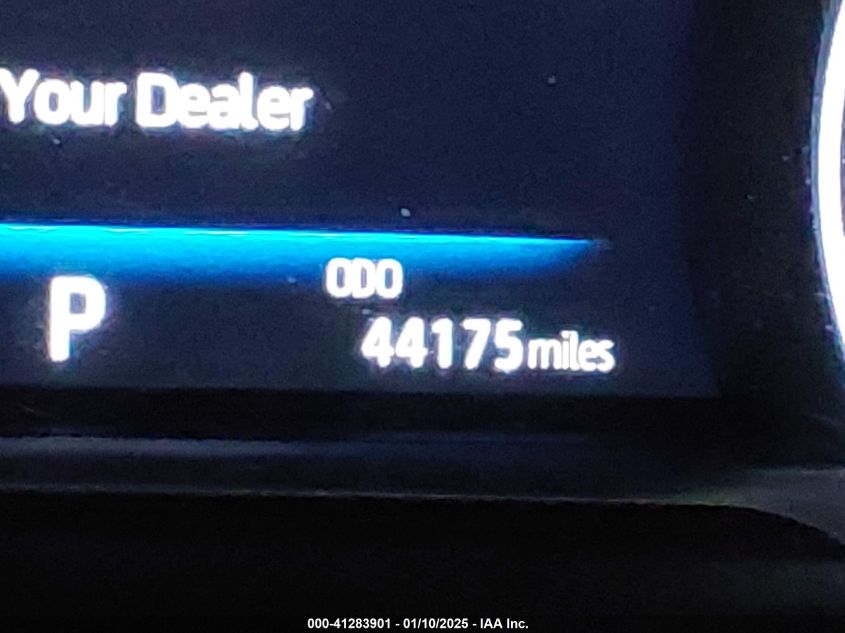 Your Dealer
ODO
P
44175 miles
000-41283901 - 01/10/2025 - IAA Inc.